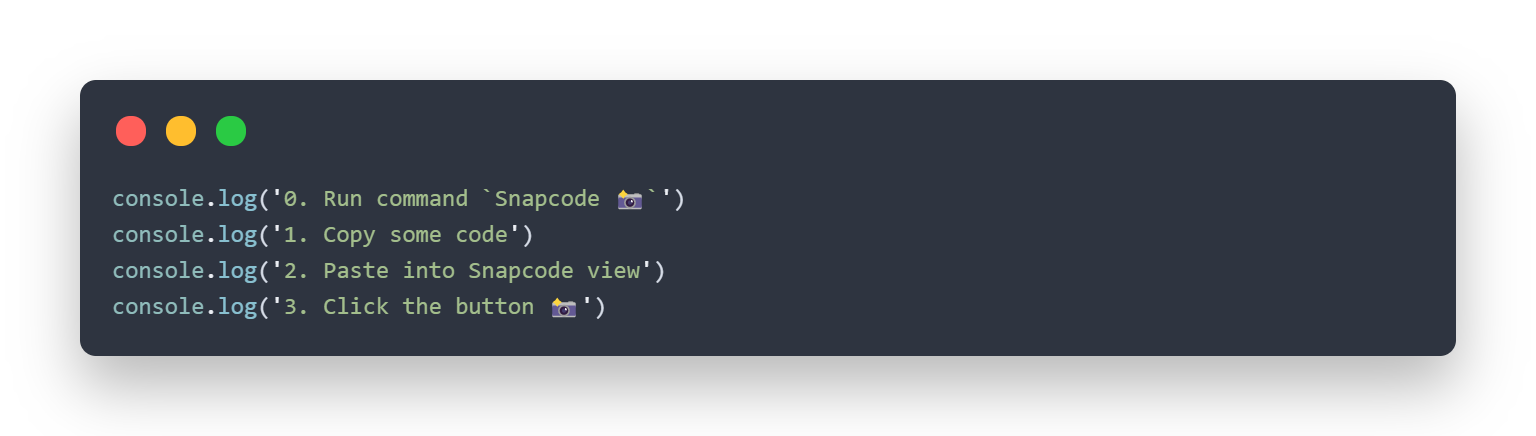 console.log('0. Run command `Snapcode 📸`')
console.log('1. Copy some code')
console.log('2. Paste into Snapcode view')
console.log('3. Click the button 📸')